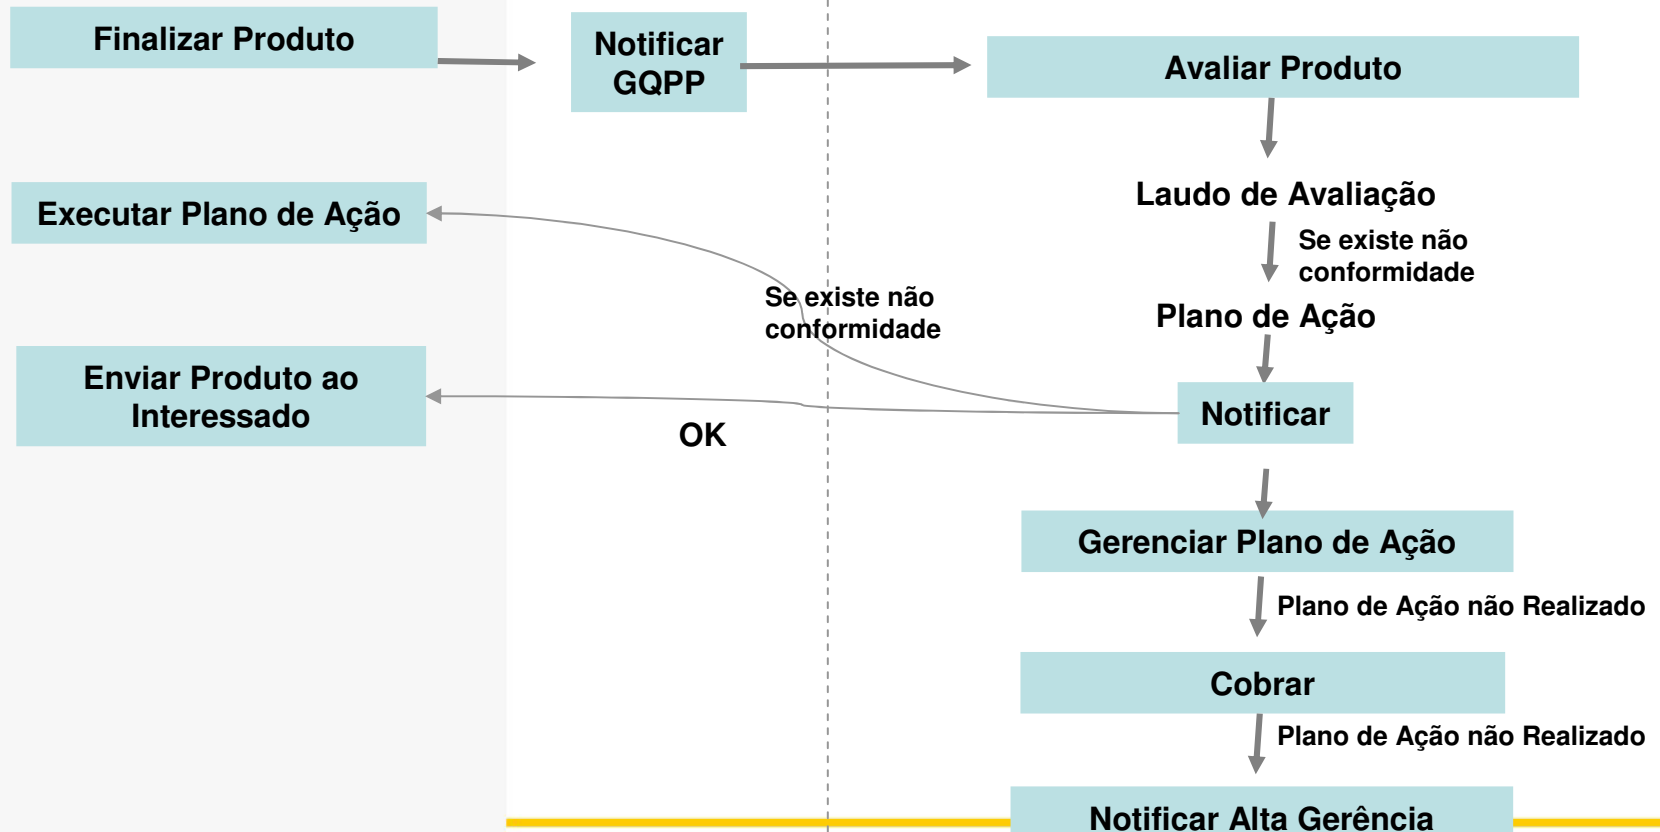 Finalizar Produto
Notificar
GQPP
Avaliar Produto
Laudo de Avaliação
Executar Plano de Ação
Se existe não
conformidade
Se existe não
conformidade
Plano de Ação
Enviar Produto ao
Interessado
Notificar
OK
Gerenciar Plano de Ação
Plano de Ação não Realizado
Cobrar
Plano de Ação não Realizado
Notificar Alta Gerência